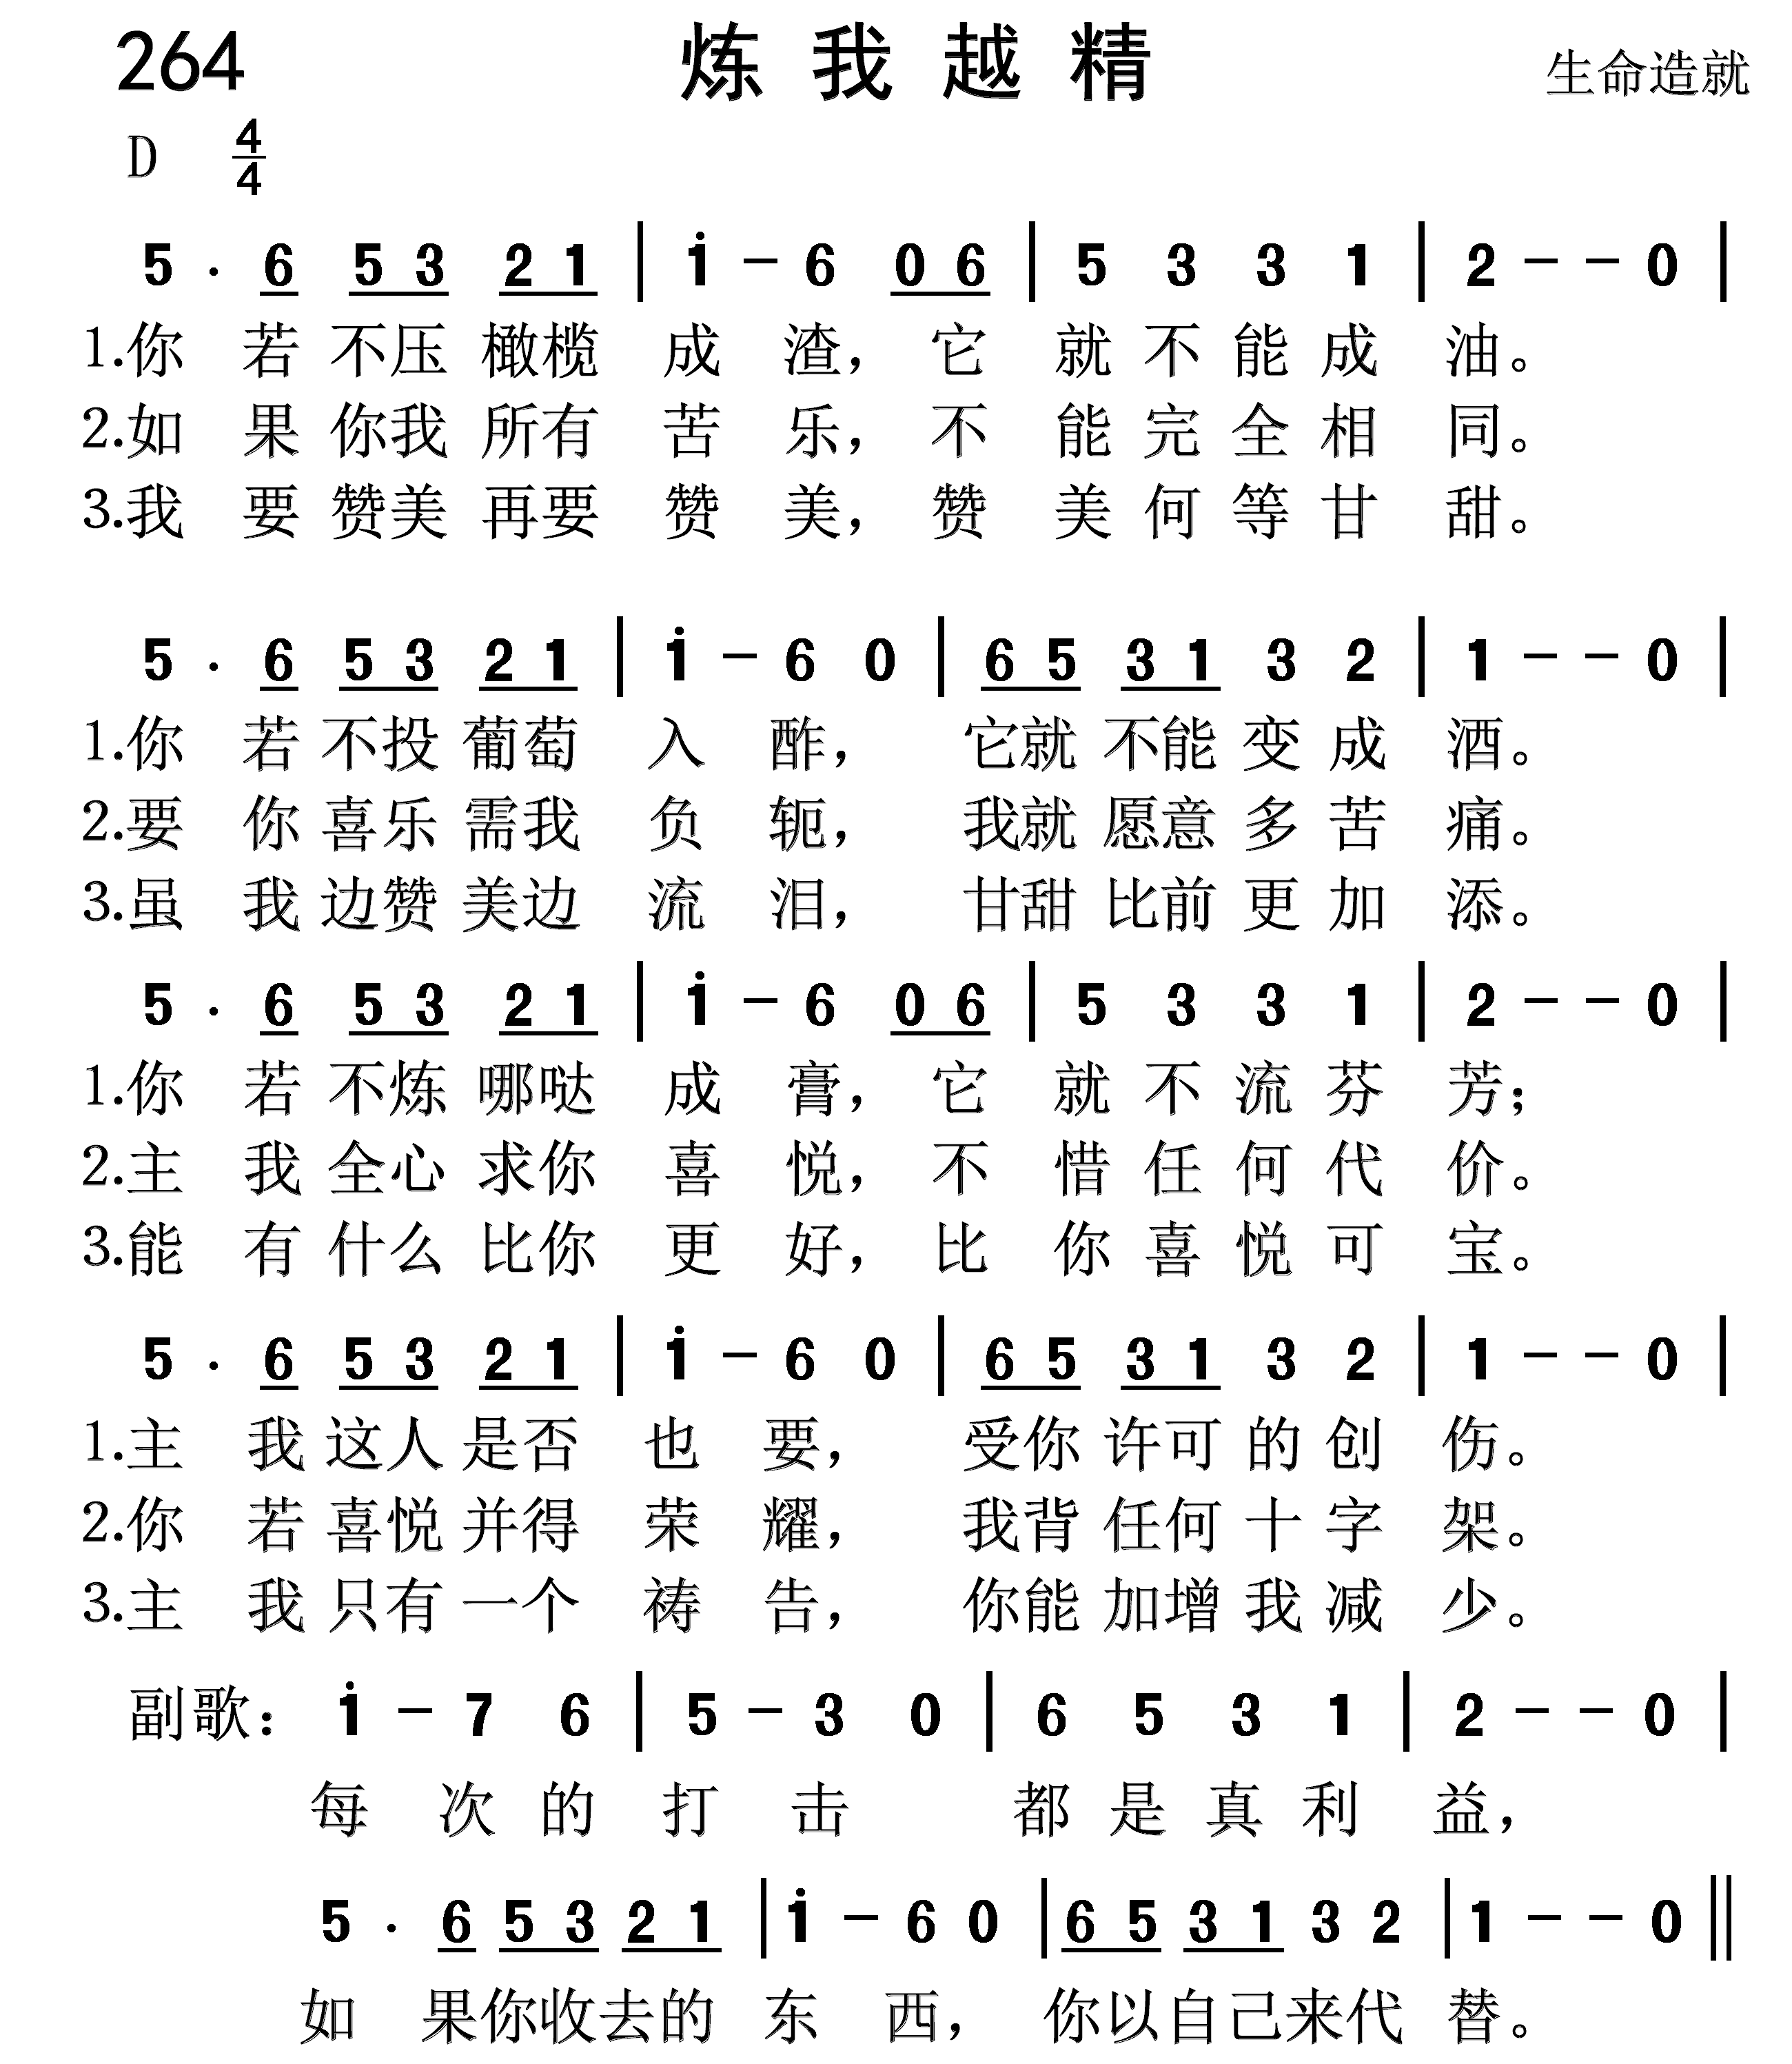 264 炼我越精 生命造就
D 4/4
5 . 6 5 3 2 1 | i - 6 0 6 | 5 3 3 1 | 2 - - 0 |
1.你若不压橄榄成渣，它就不能成油。
2.如果你我所有苦乐，不能完全相同。
3.我要赞美再要赞美，赞美何等甘甜。
5 . 6 5 3 2 1 | i - 6 0 | 6 5 3 1 3 2 | 1 - - 0 |
1.你若不投葡萄入酢，它就不能变成酒。
2.要你喜乐需我负轭，我就愿意多苦痛。
3.虽我边赞美边流泪，甘甜比前更加添。
5 . 6 5 3 2 1 | i - 6 0 6 | 5 3 3 1 | 2 - - 0 |
1.你若不炼哪哒成膏，它就不流芬芳；
2.主我全心求你喜悦，不惜任何代价。
3.能有什么比你更好，比你喜悦可宝。
5 . 6 5 3 2 1 | i - 6 0 | 6 5 3 1 3 2 | 1 - - 0 |
1.主我这人是否也要，受你许可的创伤。
2.你若喜悦并得荣耀，我背任何十字架。
3.主我只有一个祷告，你能加增我减少。
副歌：i - 7 6 | 5 - 3 0 | 6 5 3 1 | 2 - - 0 |
每次的打击都是真利益，
5 . 6 5 3 2 1 | i - 6 0 | 6 5 3 1 3 2 | 1 - - 0 ||
如果你收去的东西，你以自己来代替。